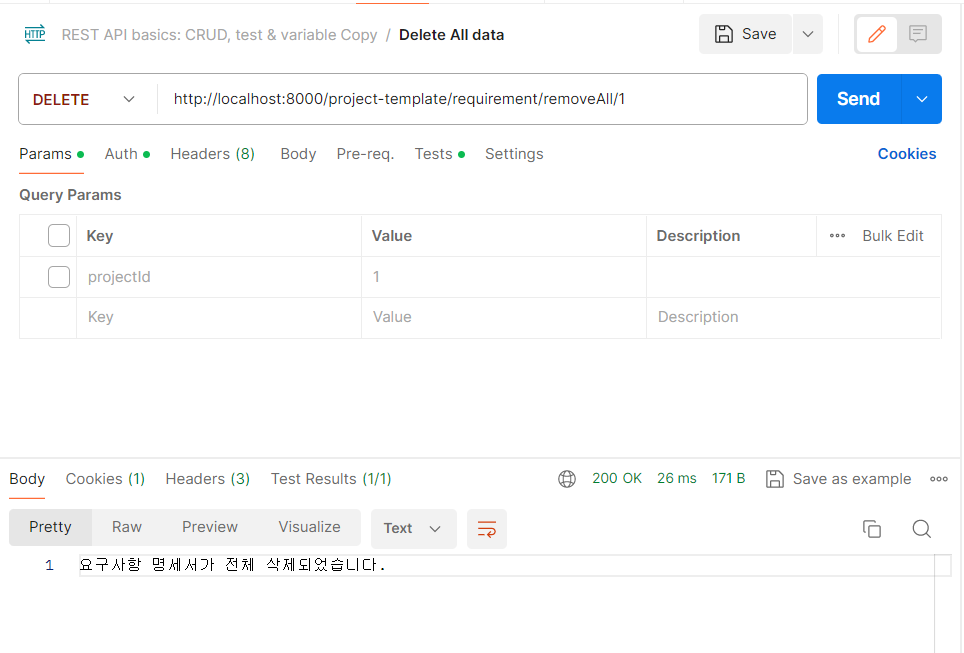 HTTP REST API basics: CRUD, test & variable Copy / Delete All data Save
DELETE http://localhost:8000/project-template/requirement/removeAll/1 Send
Params Auth Headers (8) Body Pre-req. Tests Settings Cookies
Query Params
Key Value Description Bulk Edit
projectId 1
Key Value Description
Body Cookies (1) Headers (3) Test Results (1/1) 200 OK 26 ms 171 B Save as example
Pretty Raw Preview Visualize Text
1 요구사항 명세서가 전체 삭제되었습니다.